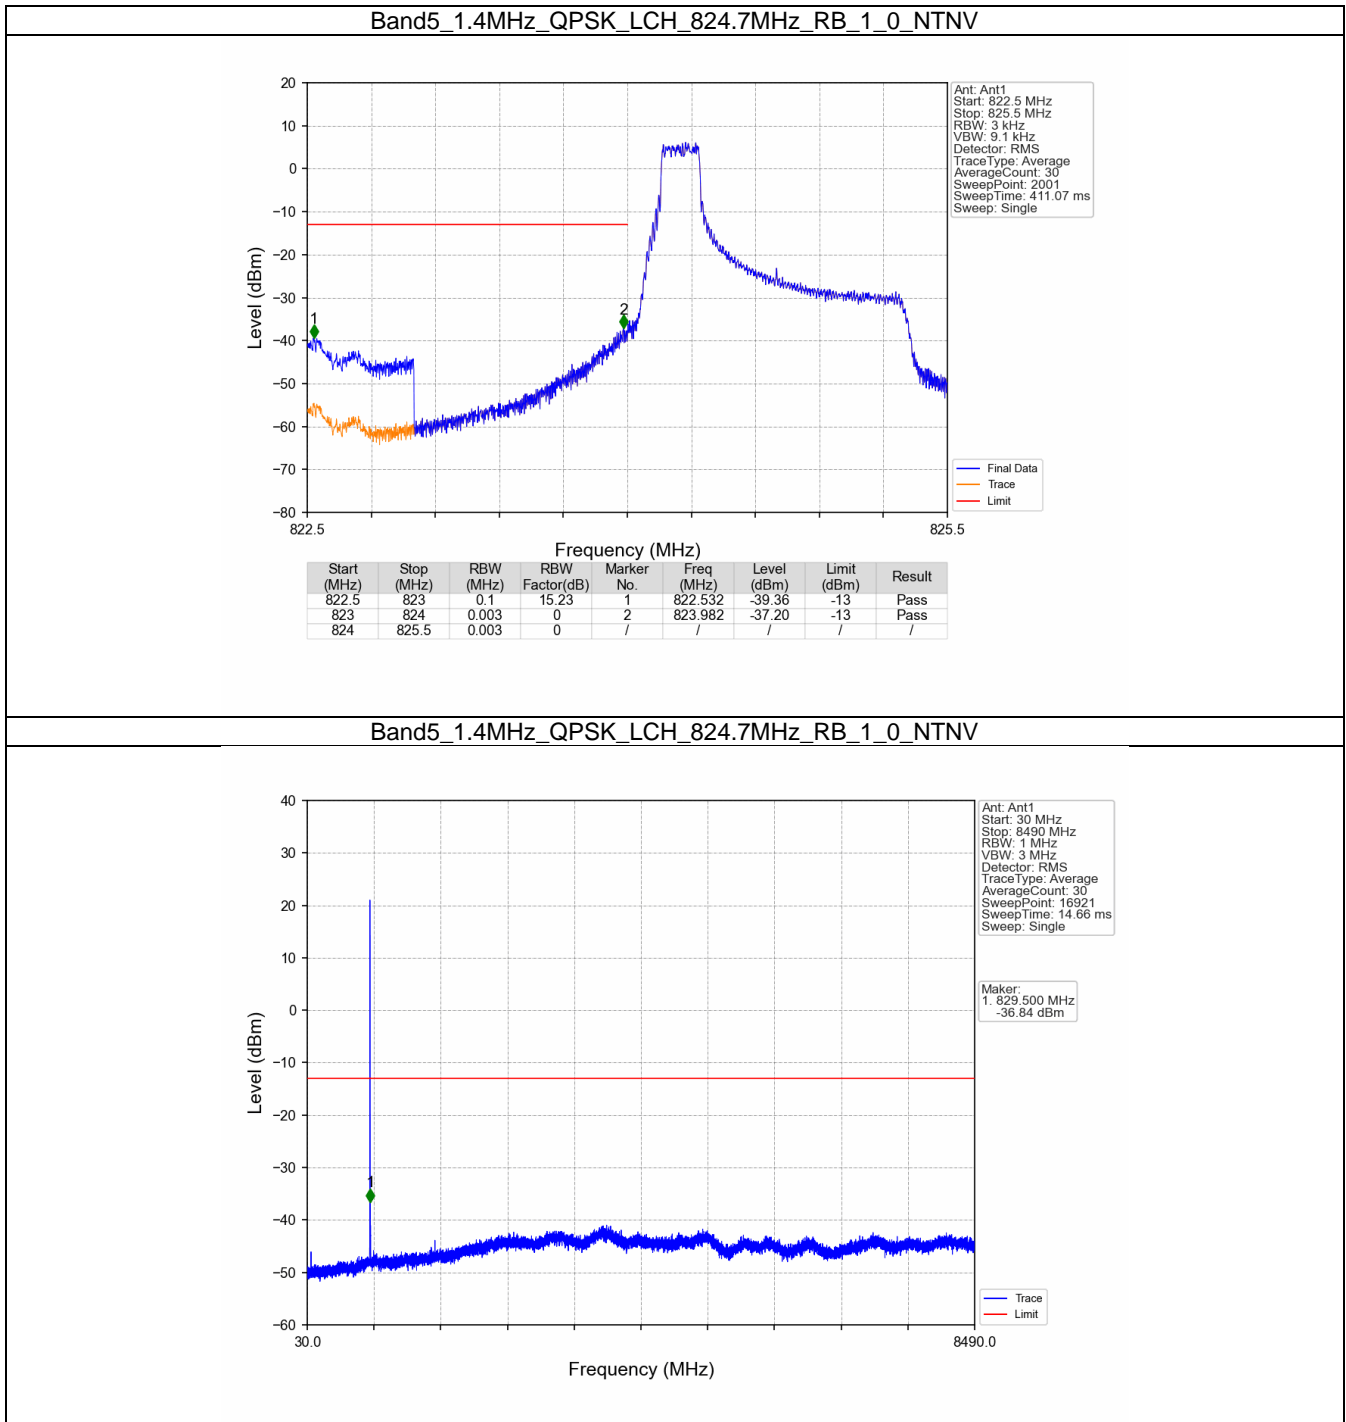 Band5_1.4MHz_QPSK_LCH_824.7MHz_RB_1_0_NTNV
20
10
0
−10
−20
−30
−40
−50
−60
−70
−80
Level (dBm)
1
2
822.5
825.5
Frequency (MHz)
Ant: Ant1
Start: 822.5 MHz
Stop: 825.5 MHz
RBW: 3 kHz
VBW: 9.1 kHz
Detector: RMS
TraceType: Average
AverageCount: 30
SweepPoint: 2001
SweepTime: 411.07 ms
Sweep: Single
Final Data
Trace
Limit
Start (MHz) Stop (MHz) RBW (MHz) RBW Factor(dB) Marker No. Freq (MHz) Level (dBm) Limit (dBm) Result
822.5 823 0.1 15.23 1 822.532 -39.36 -13 Pass
823 824 0.003 0 2 823.982 -37.20 -13 Pass
824 825.5 0.003 0 / / / / /
Band5_1.4MHz_QPSK_LCH_824.7MHz_RB_1_0_NTNV
40
30
20
10
0
−10
−20
−30
−40
−50
−60
Level (dBm)
1
30.0
8490.0
Frequency (MHz)
Ant: Ant1
Start: 30 MHz
Stop: 8490 MHz
RBW: 1 MHz
VBW: 3 MHz
Detector: RMS
TraceType: Average
AverageCount: 30
SweepPoint: 16921
SweepTime: 14.66 ms
Sweep: Single
Maker:
1. 829.500 MHz
-36.84 dBm
Trace
Limit